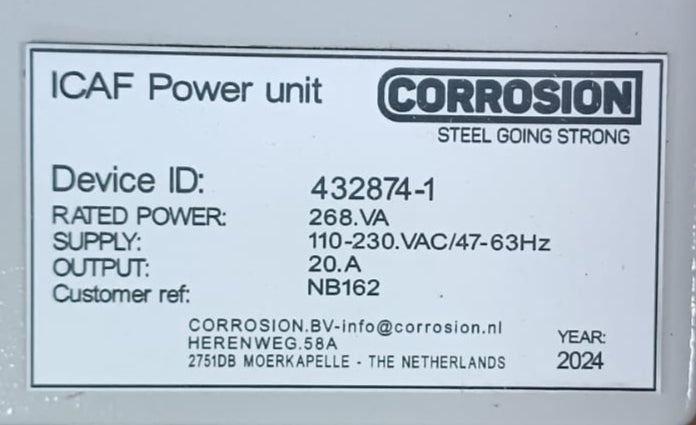 ICAF Power unit
CORROSION
STEEL GOING STRONG
Device ID: 432874-1
RATED POWER: 268.VA
SUPPLY: 110-230.VAC/47-63Hz
OUTPUT: 20.A
Customer ref: NB162
CORROSION.BV-info@corrosion.nl
HERENWEG.58A
2751DB MOERKAPELLE - THE NETHERLANDS
YEAR:
2024